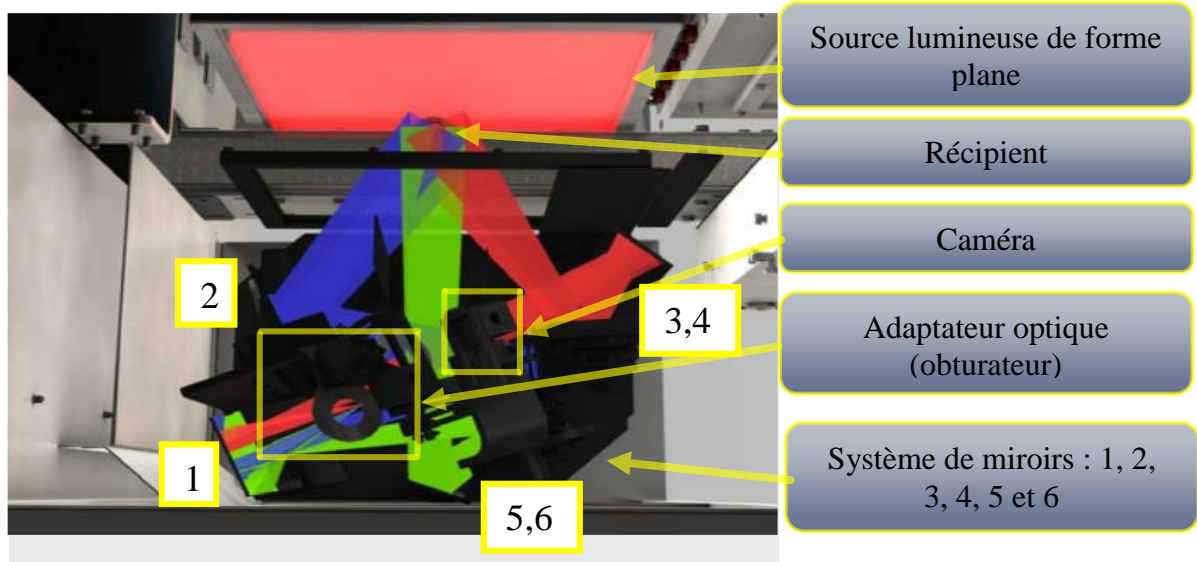 Source lumineuse de forme
plane
Récipient
Caméra
2
3,4
Adaptateur optique
(obturateur)
1
Système de miroirs : 1, 2,
3, 4, 5 et 6
5,6